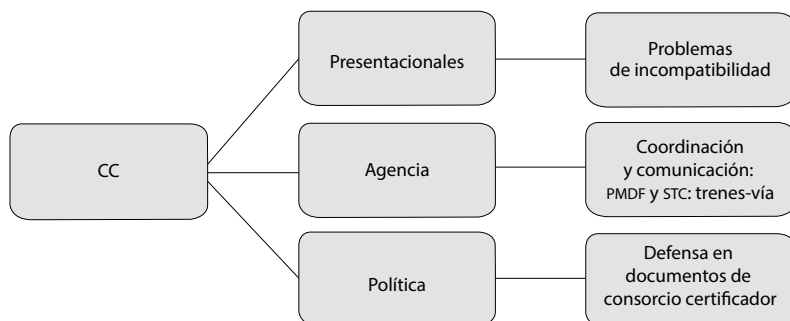 Presentacionales
Problemas
de incompatibilidad
CC
Agencia
Coordinación
y comunicación:
PMDF y STC: trenes-vía
Política
Defensa en
documentos de
consorcio certificador